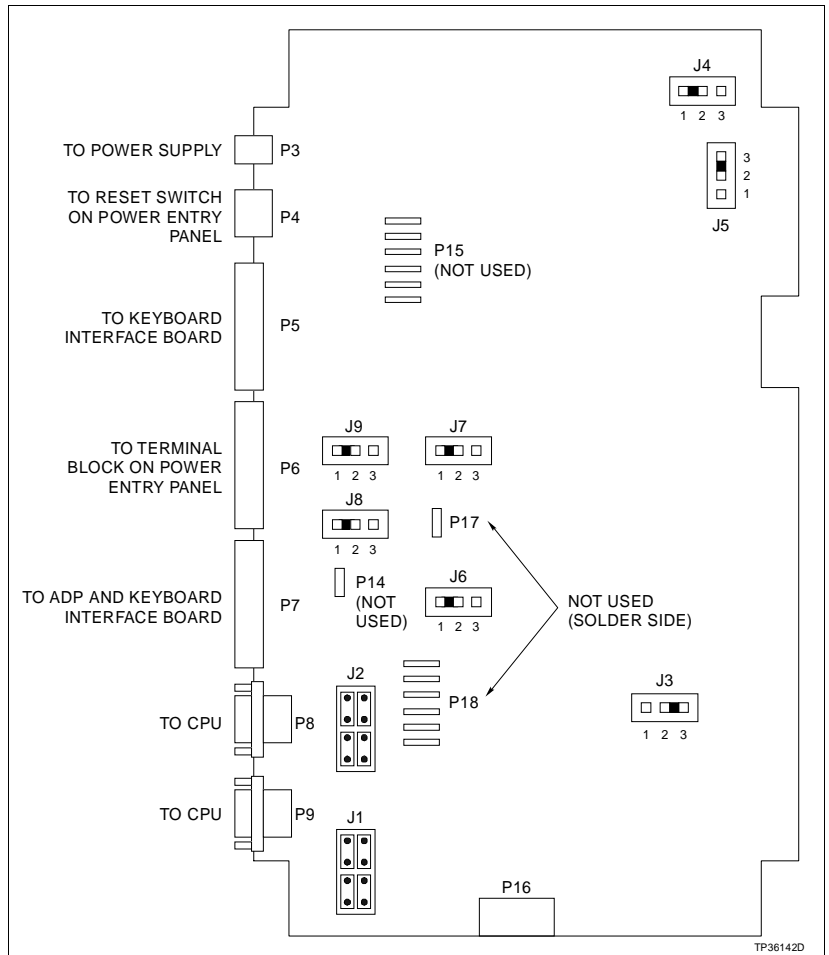 J4
1 2 3
TO POWER SUPPLY
P3
3
2
1
J5
TO RESET SWITCH
ON POWER ENTRY
PANEL
P4
P15
(NOT USED)
TO KEYBOARD
INTERFACE BOARD
P5
J9
1 2 3
J7
1 2 3
TO TERMINAL
BLOCK ON POWER
ENTRY PANEL
P6
J8
1 2 3
P17
TO ADP AND KEYBOARD
INTERFACE BOARD
P7
P14
(NOT
USED)
J6
1 2 3
NOT USED
(SOLDER SIDE)
J2
P18
J3
1 2 3
TO CPU
P8
TO CPU
P9
J1
P16
TP36142D